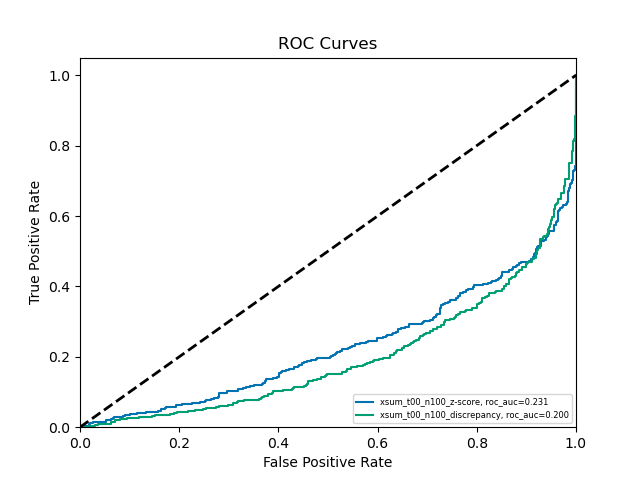 ROC Curves
True Positive Rate
1.0
0.8
0.6
0.4
0.2
0.0
0.0 0.2 0.4 0.6 0.8 1.0
False Positive Rate
xsum_t00_n100_z-score, roc_auc=0.231
xsum_t00_n100_discrepancy, roc_auc=0.200